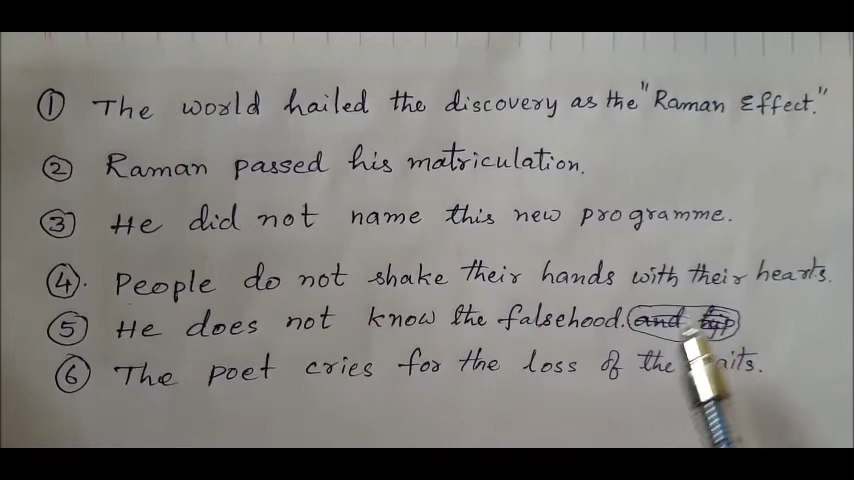 ① The world hailed the discovery as the "Raman Effect."
② Raman passed his matriculation.
③ He did not name this new programme.
④. People do not shake their hands with their hearts.
⑤ He does not know the falsehood. and hyp
⑥ The poet cries for the loss of the